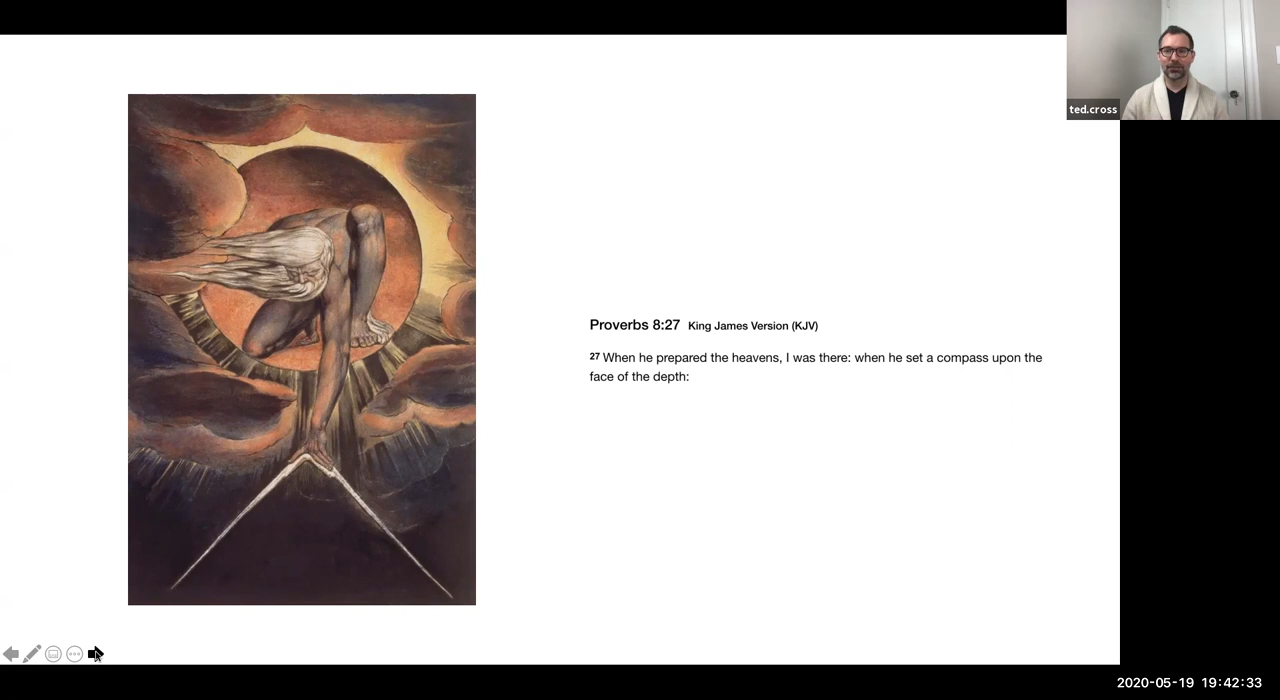 ted.cross
Proverbs 8:27 King James Version (KJV)
27 When he prepared the heavens, I was there: when he set a compass upon the
face of the depth:
2020-05-19 19:42:33